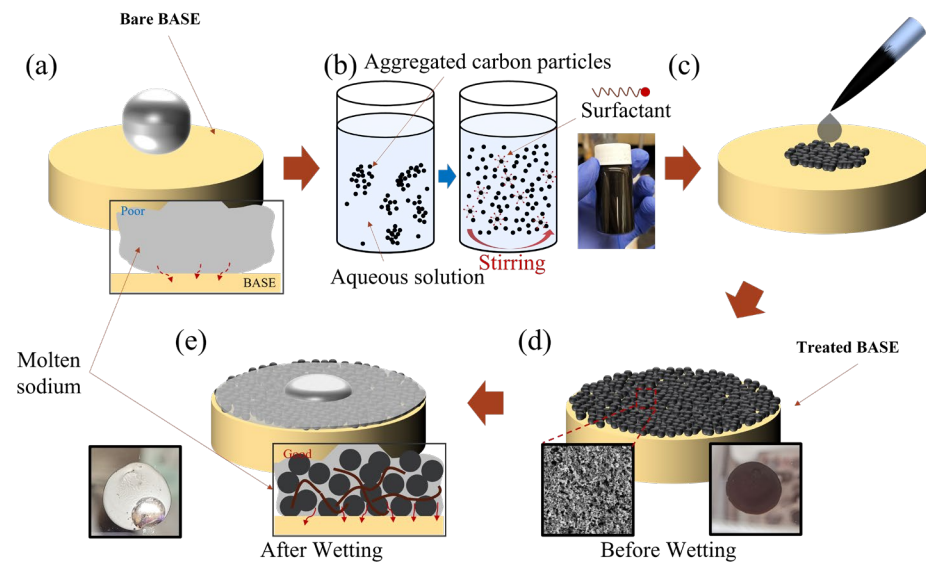 Bare BASE
(a)
Poor
BASE
(b)
Aggregated carbon particles
Surfactant
Aqueous solution
Stirring
(c)
(d)
Treated BASE
Before Wetting
(e)
Molten
sodium
Good
After Wetting